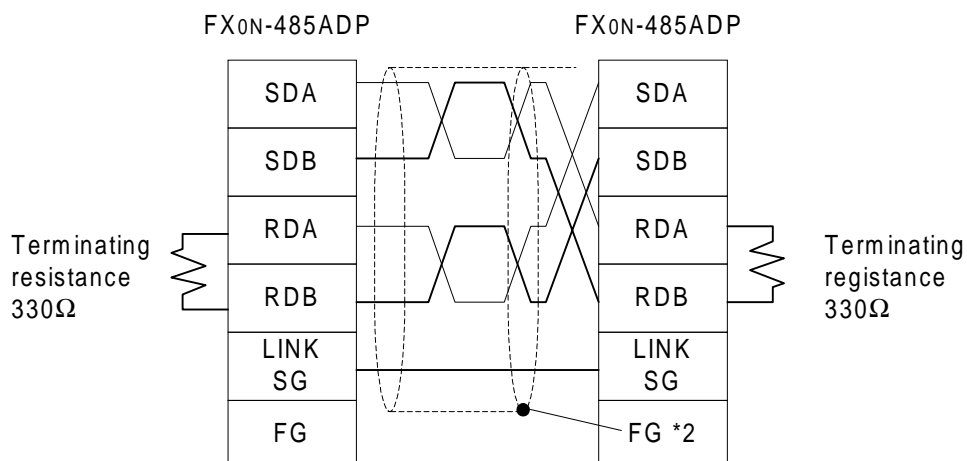 FX0N-485ADP
FX0N-485ADP
SDA
SDA
SDB
SDB
Terminating
resistance
330Ω
RDA
RDA
Terminating
registance
330Ω
RDB
RDB
LINK
SG
LINK
SG
FG
FG *2